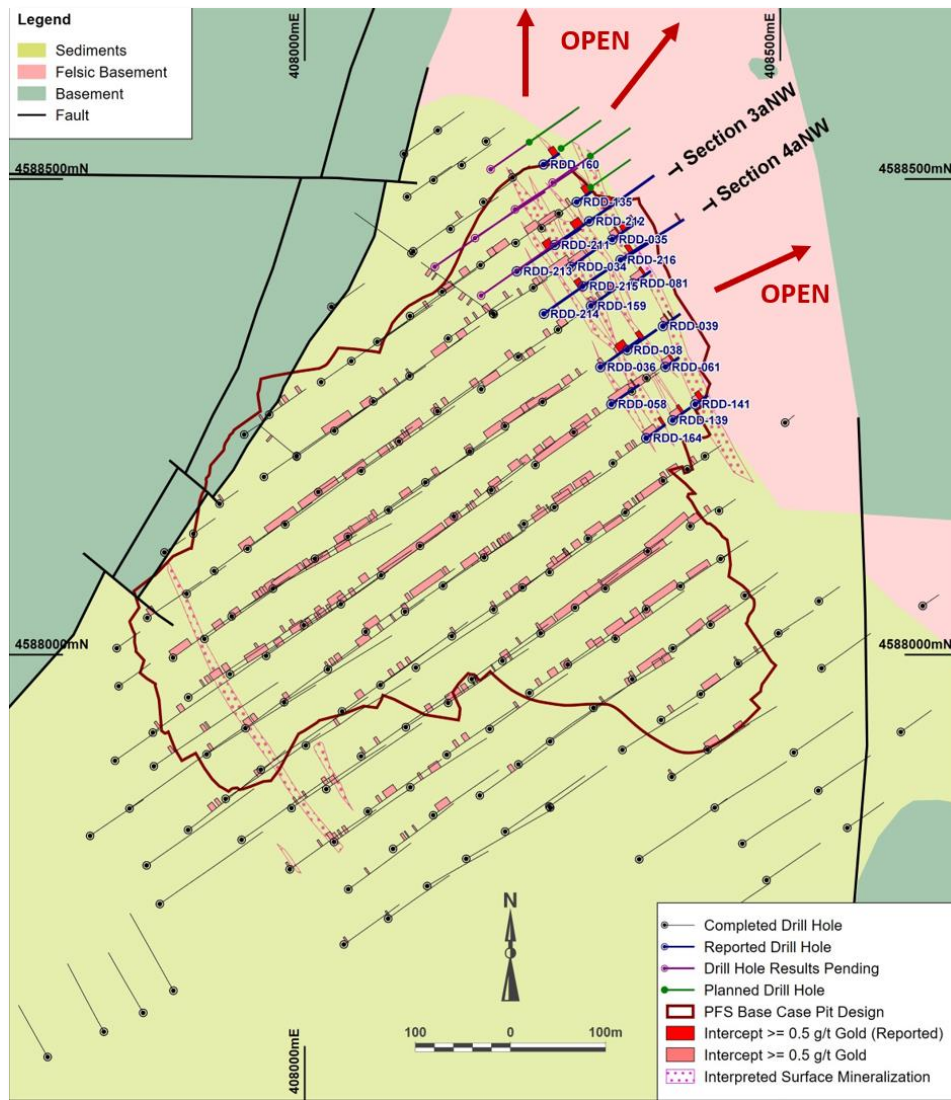 Legend
Sediments
Felsic Basement
Basement
Fault
408000mE
408500mE
OPEN
Section 3aNW
Section 4aNW
4588500mN
4588500mN
RDD-160
RDD-135
RDD-212
RDD-035
RDD-211
RDD-216
RDD-213
RDD-034
RDD-081
RDD-215
OPEN
RDD-159
RDD-214
RDD-039
RDD-038
RDD-036
RDD-061
RDD-058
RDD-141
RDD-139
RDD-164
4588000mN
4588000mN
N
100 0 100m
408000mE
Completed Drill Hole
Reported Drill Hole
Drill Hole Results Pending
Planned Drill Hole
PFS Base Case Pit Design
Intercept >= 0.5 g/t Gold (Reported)
Intercept >= 0.5 g/t Gold
Interpreted Surface Mineralization